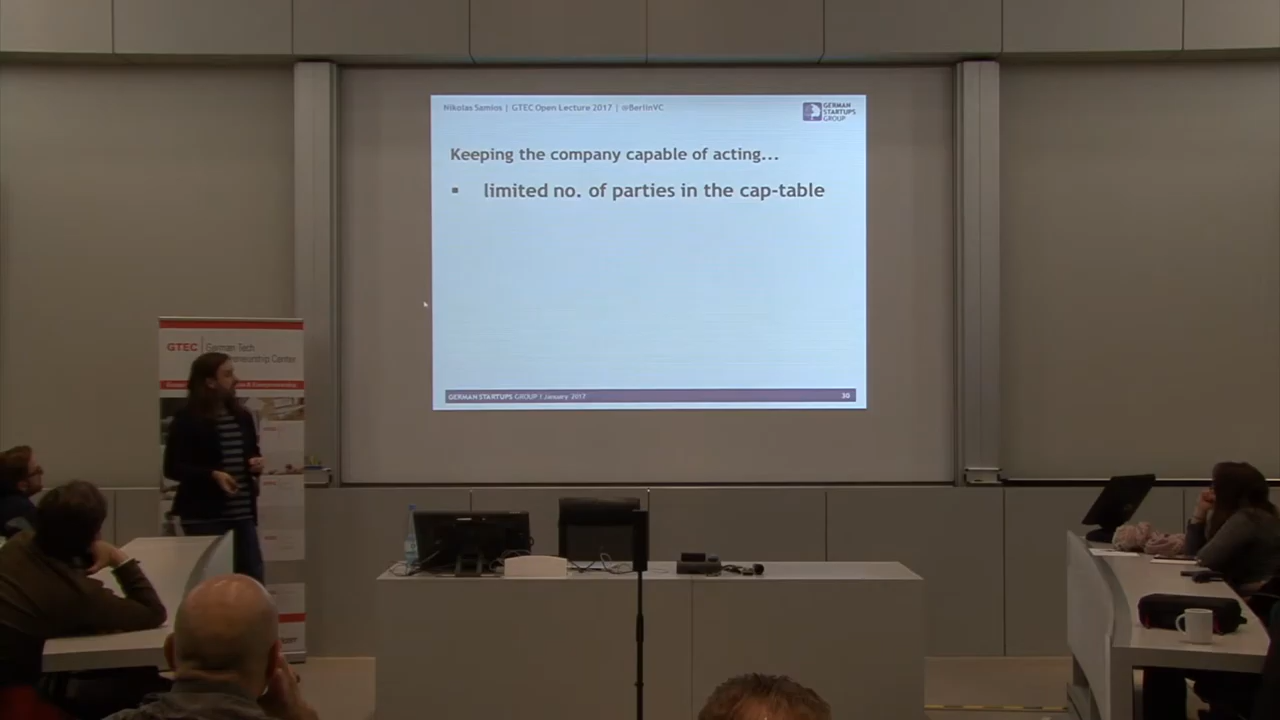 Nikolas Samios | GTEC Open Lecture 2017 | @BerlinVC
GERMAN
STARTUPS
GROUP
Keeping the company capable of acting...
▪ limited no. of parties in the cap-table
GERMAN STARTUPS GROUP | January 2017
30
GTEC
German Tech
eneurship Center